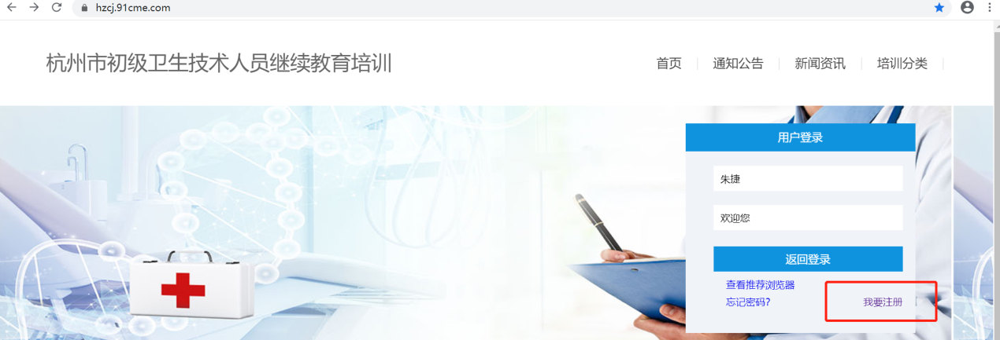 hzcj.91cme.com
杭州市初级卫生技术人员继续教育培训
首页
通知公告
新闻资讯
培训分类
用户登录
朱捷
欢迎您
返回登录
查看推荐浏览器
忘记密码?
我要注册